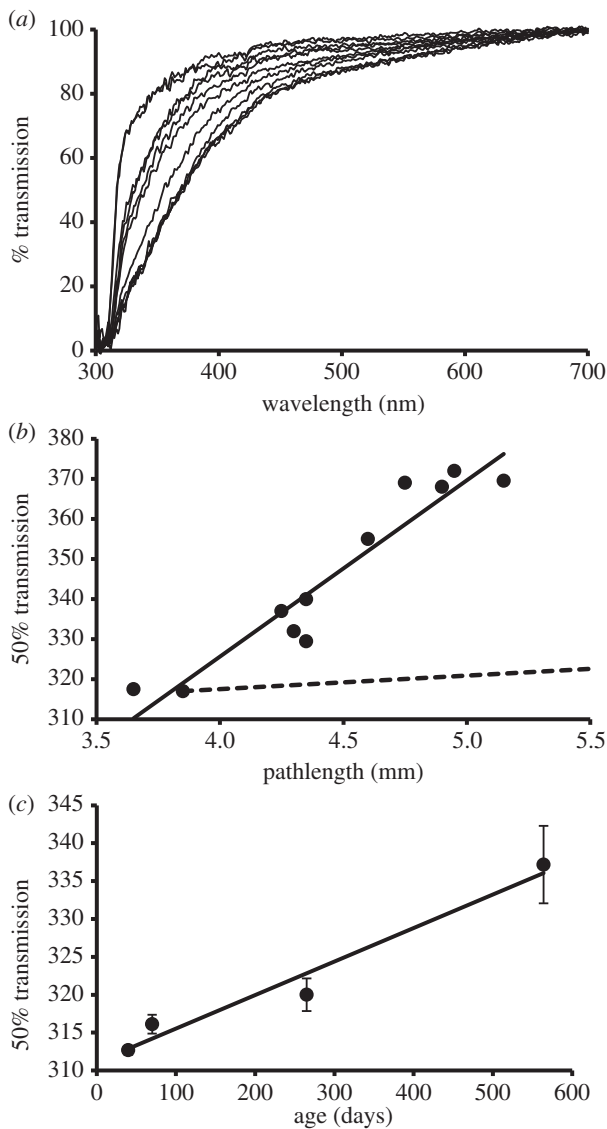 (a)
100
80
60
40
20
0
% transmission
300 400 500 600 700
wavelength (nm)
(b)
380
370
360
350
340
330
320
310
50% transmission
3.5 4.0 4.5 5.0 5.5
pathlength (mm)
(c)
345
340
335
330
325
320
315
310
50% transmission
0 100 200 300 400 500 600
age (days)